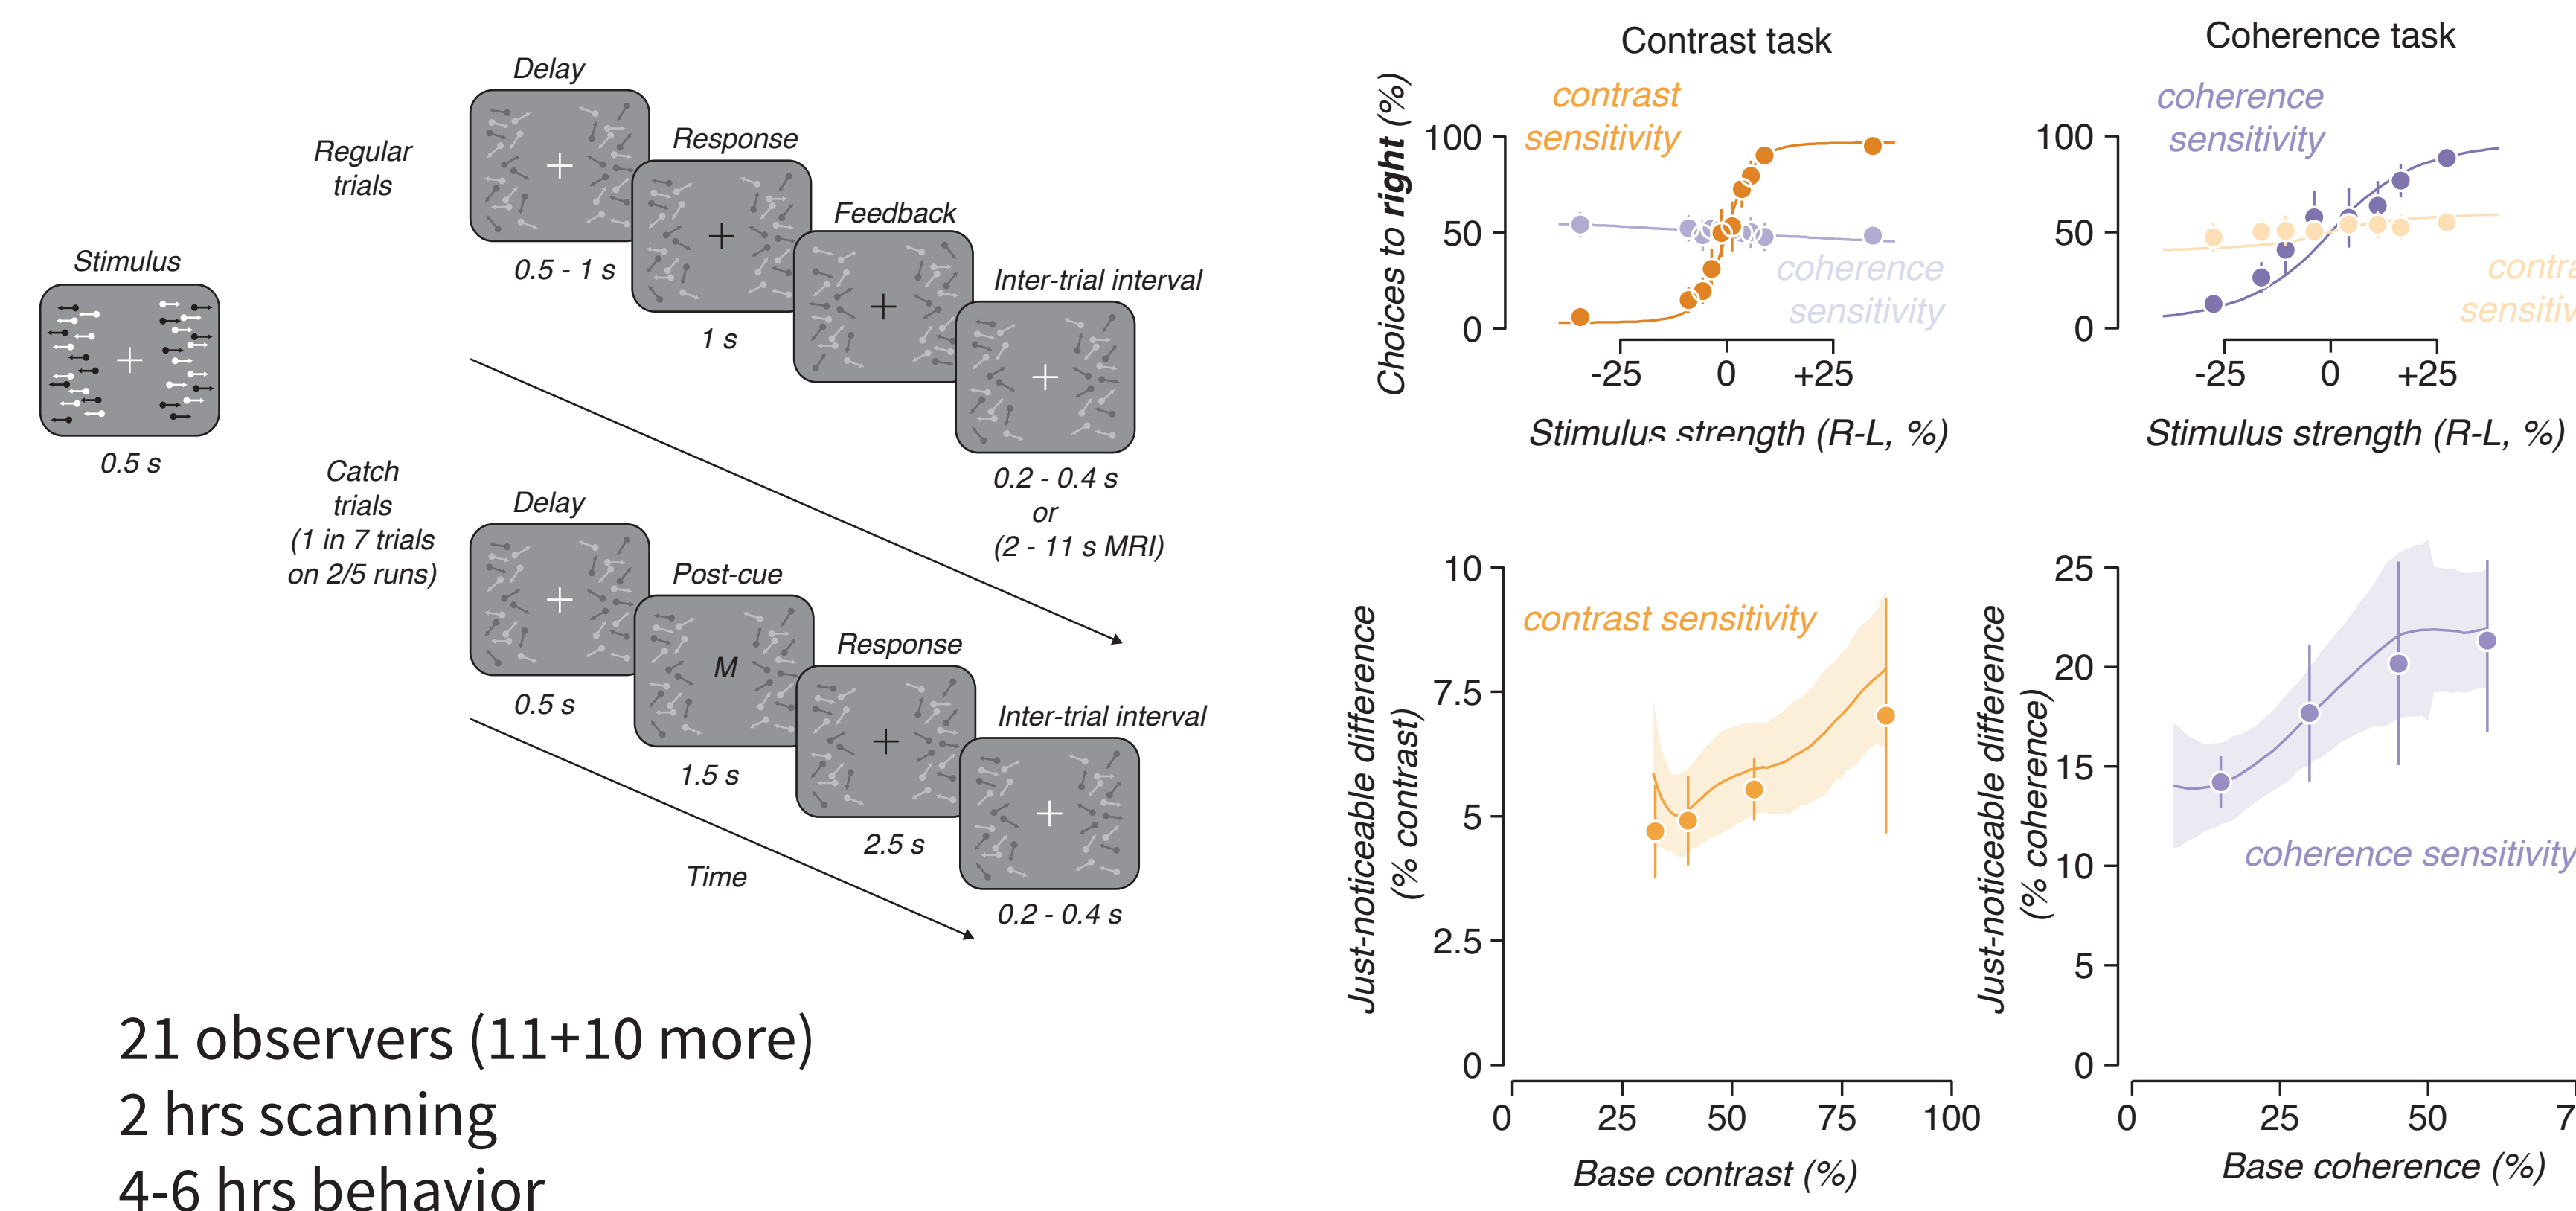 Stimulus
0.5 s
Regular
trials
Delay
0.5 - 1 s
Response
1 s
Feedback
Inter-trial interval
0.2 - 0.4 s
or
(2 - 11 s MRI)
Catch
trials
(1 in 7 trials
on 2/5 runs)
Delay
0.5 s
Post-cue
M
1.5 s
Response
2.5 s
Inter-trial interval
0.2 - 0.4 s
Time
21 observers (11+10 more)
2 hrs scanning
4-6 hrs behavior
Contrast task
contrast
sensitivity
Choices to right (%)
100
50
0
coherence
sensitivity
-25 0 +25
Stimulus strength (R-L, %)
Coherence task
coherence
sensitivity
100
50
0
contra
sensitiv
-25 0 +25
Stimulus strength (R-L, %)
Just-noticeable difference
(% contrast)
10
7.5
5
2.5
0
contrast sensitivity
0 25 50 75 100
Base contrast (%)
Just-noticeable difference
(% coherence)
25
20
15
10
5
0
coherence sensitivity
0 25 50 7
Base coherence (%)